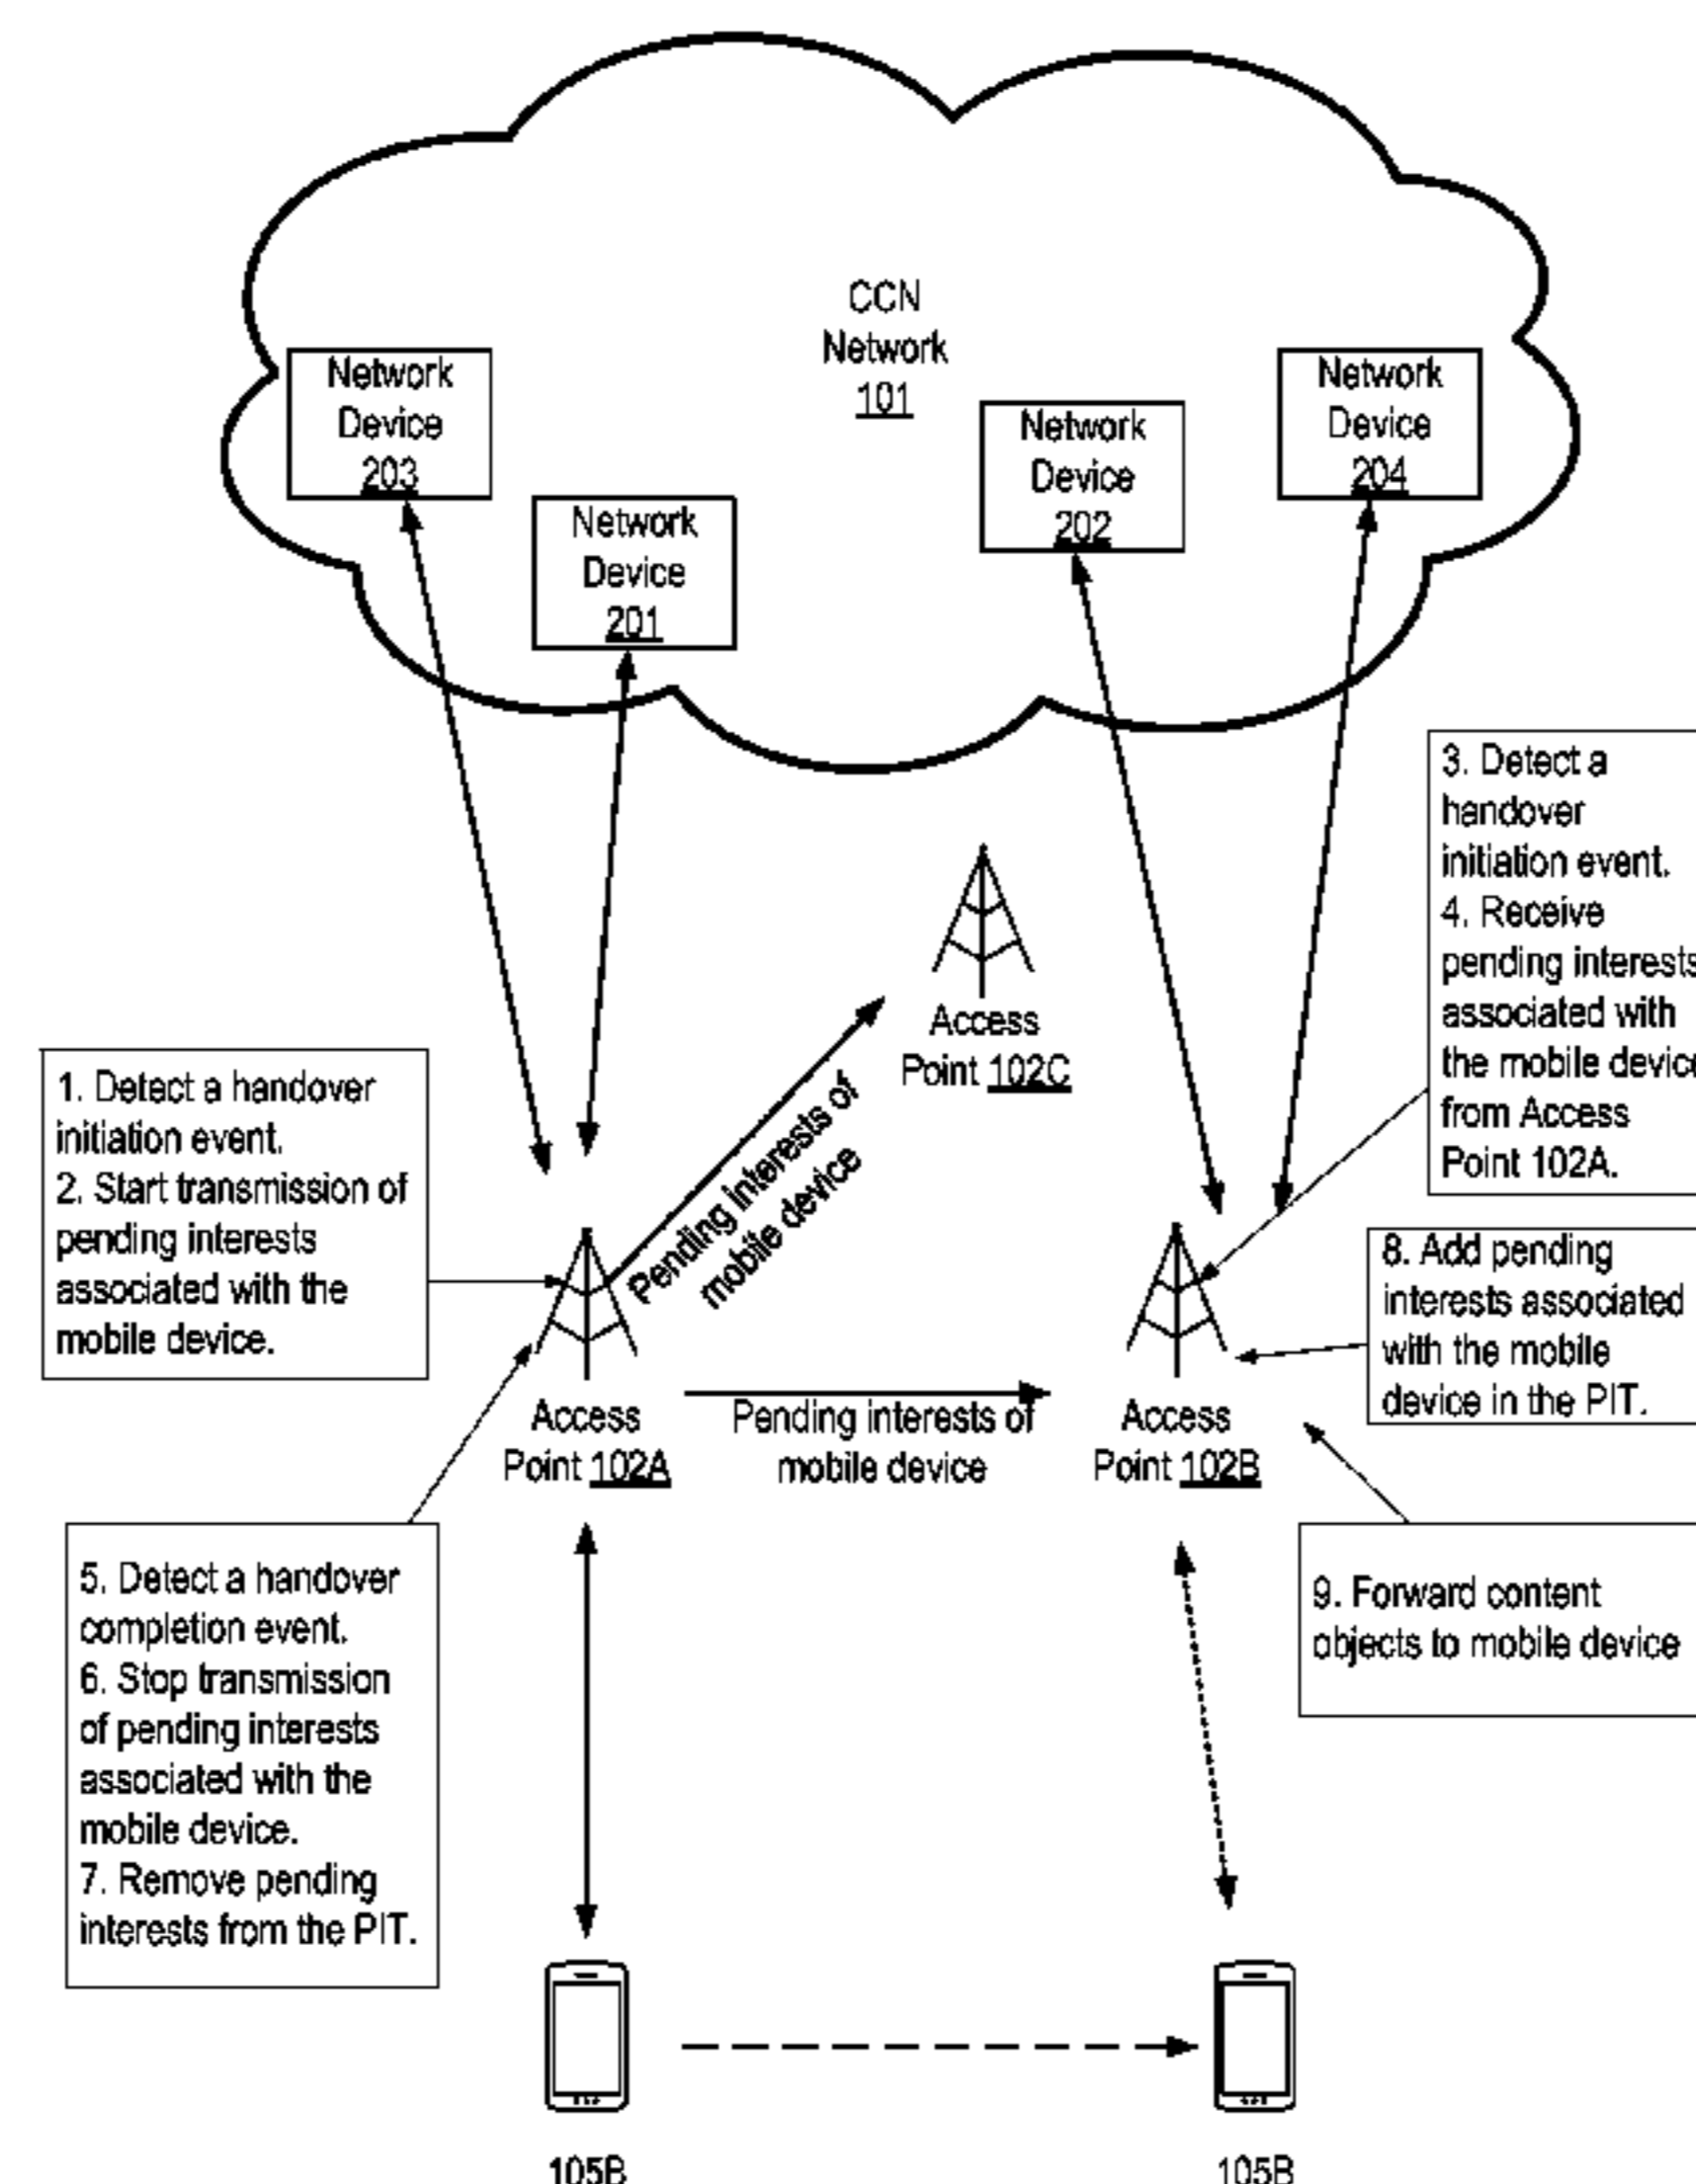 CCN
Network
101
Network
Device
203
Network
Device
201
Network
Device
202
Network
Device
204
3. Detect a
handover
initiation event.
4. Receive
pending interests
associated with
the mobile device
from Access
Point 102A.
Access
Point 102C
1. Detect a handover
initiation event.
2. Start transmission of
pending interests
associated with the
mobile device.
Pending interests of
mobile device
8. Add pending
interests associated
with the mobile
device in the PIT.
Access
Point 102A
Pending interests of
mobile device
Access
Point 102B
5. Detect a handover
completion event.
6. Stop transmission
of pending interests
associated with the
mobile device.
7. Remove pending
interests from the PIT.
9. Forward content
objects to mobile device
105B
105B